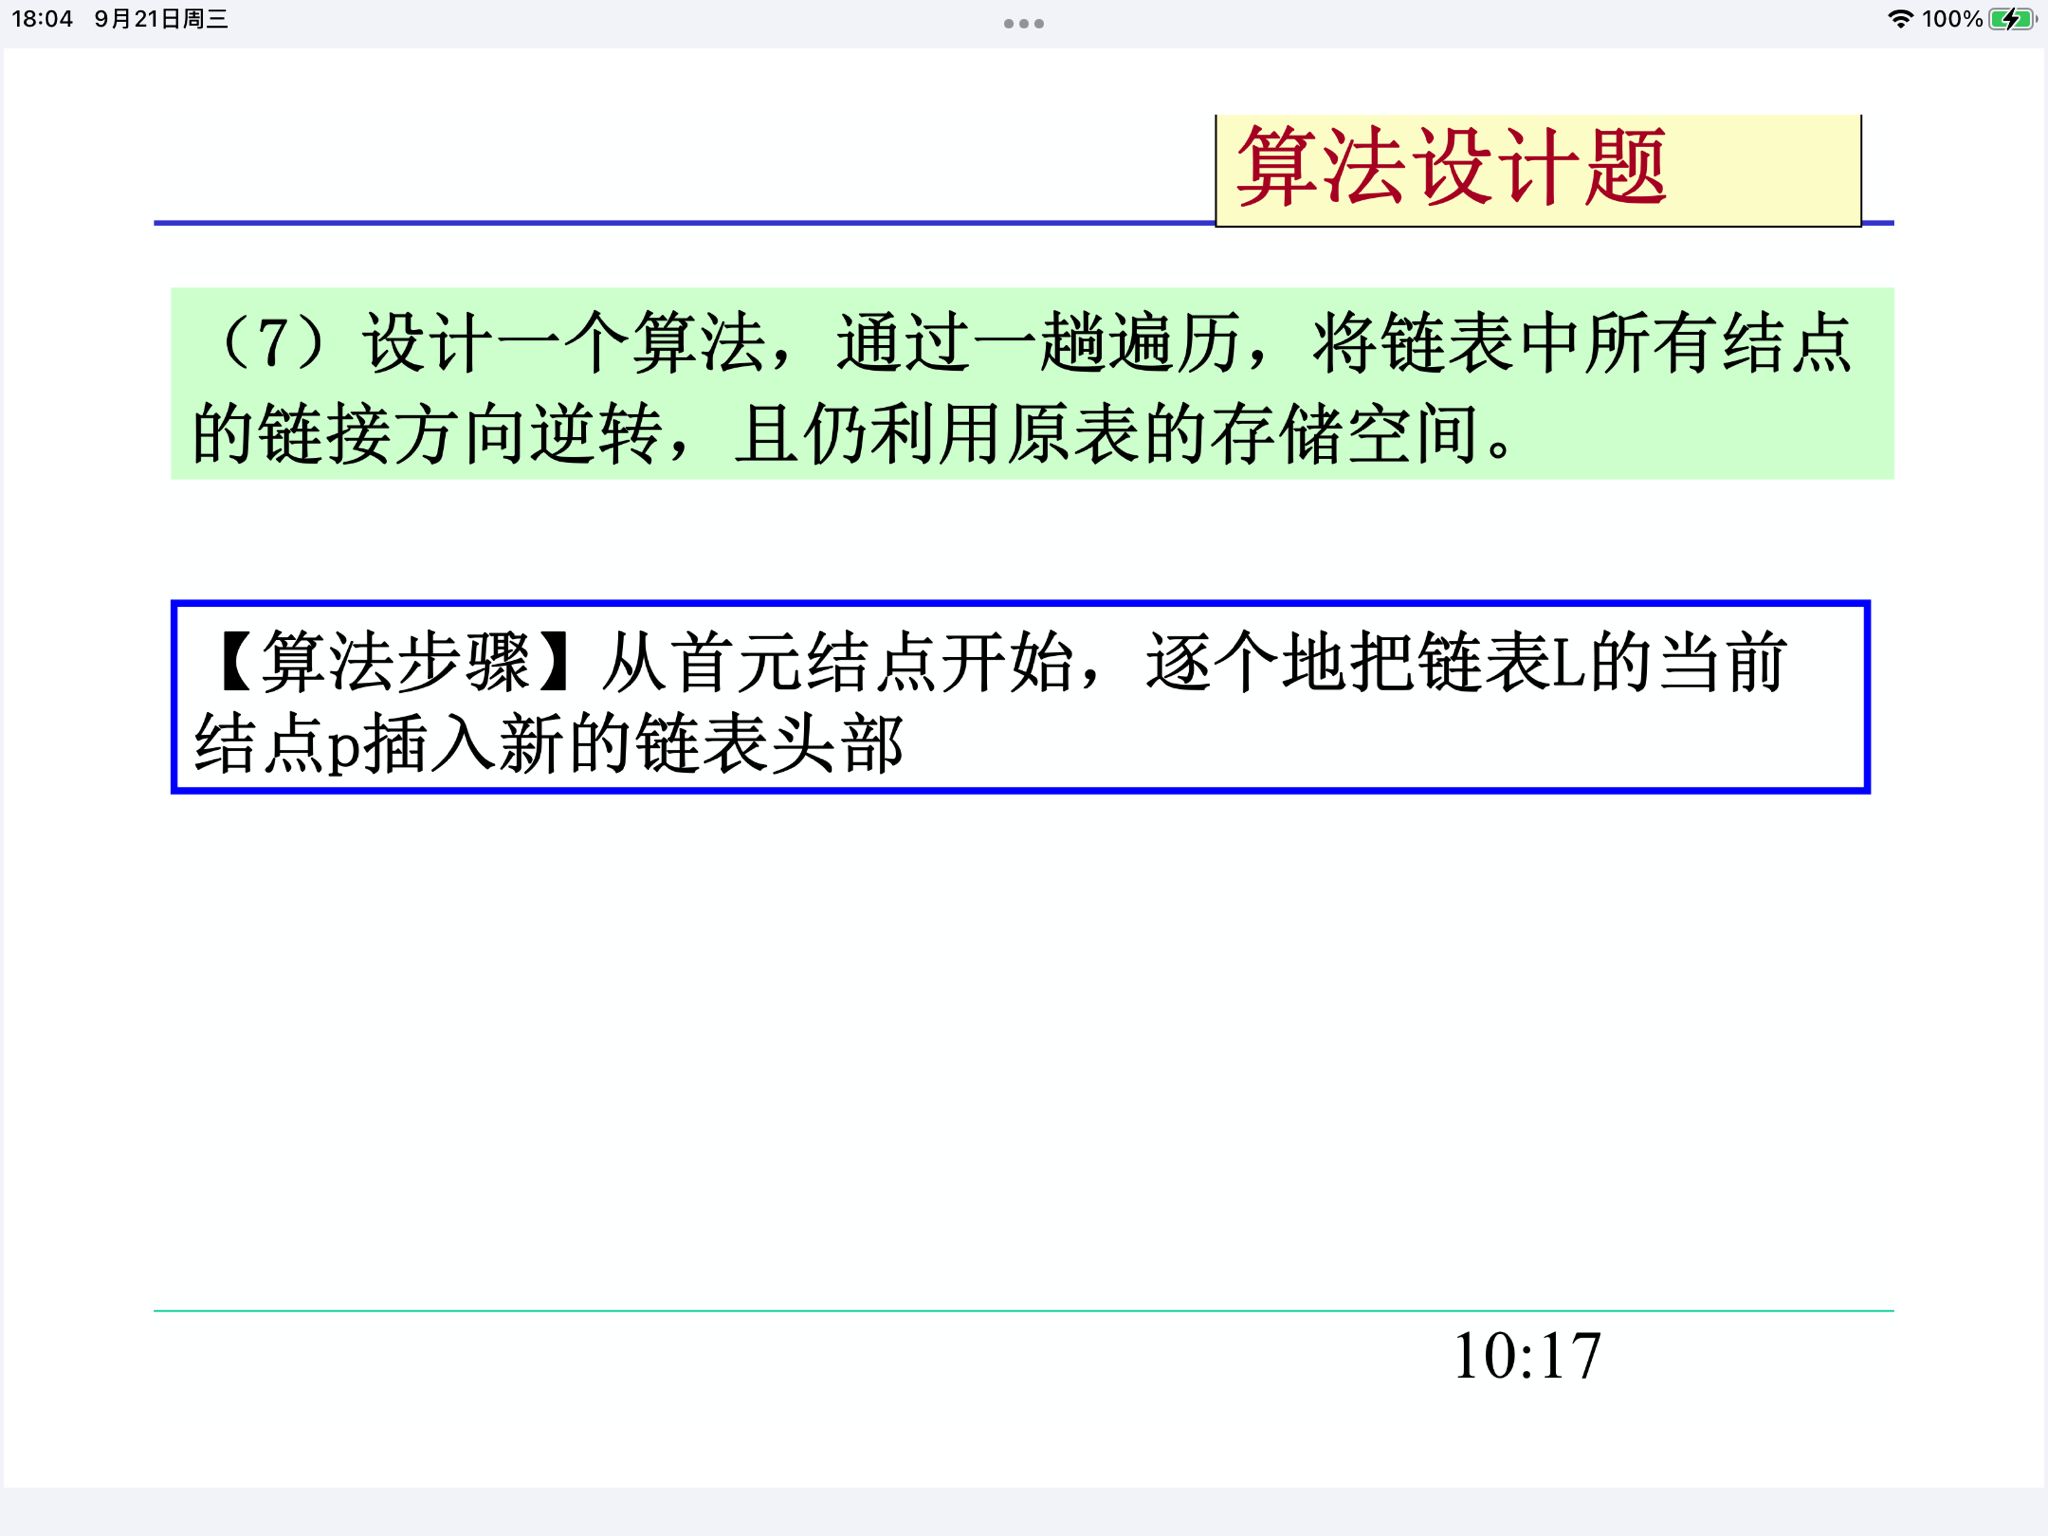 18:04 9月21日周三
100%
算法设计题
（7）设计一个算法，通过一趟遍历，将链表中所有结点
的链接方向逆转，且仍利用原表的存储空间。
【算法步骤】从首元结点开始，逐个地把链表L的当前
结点p插入新的链表头部
10:17